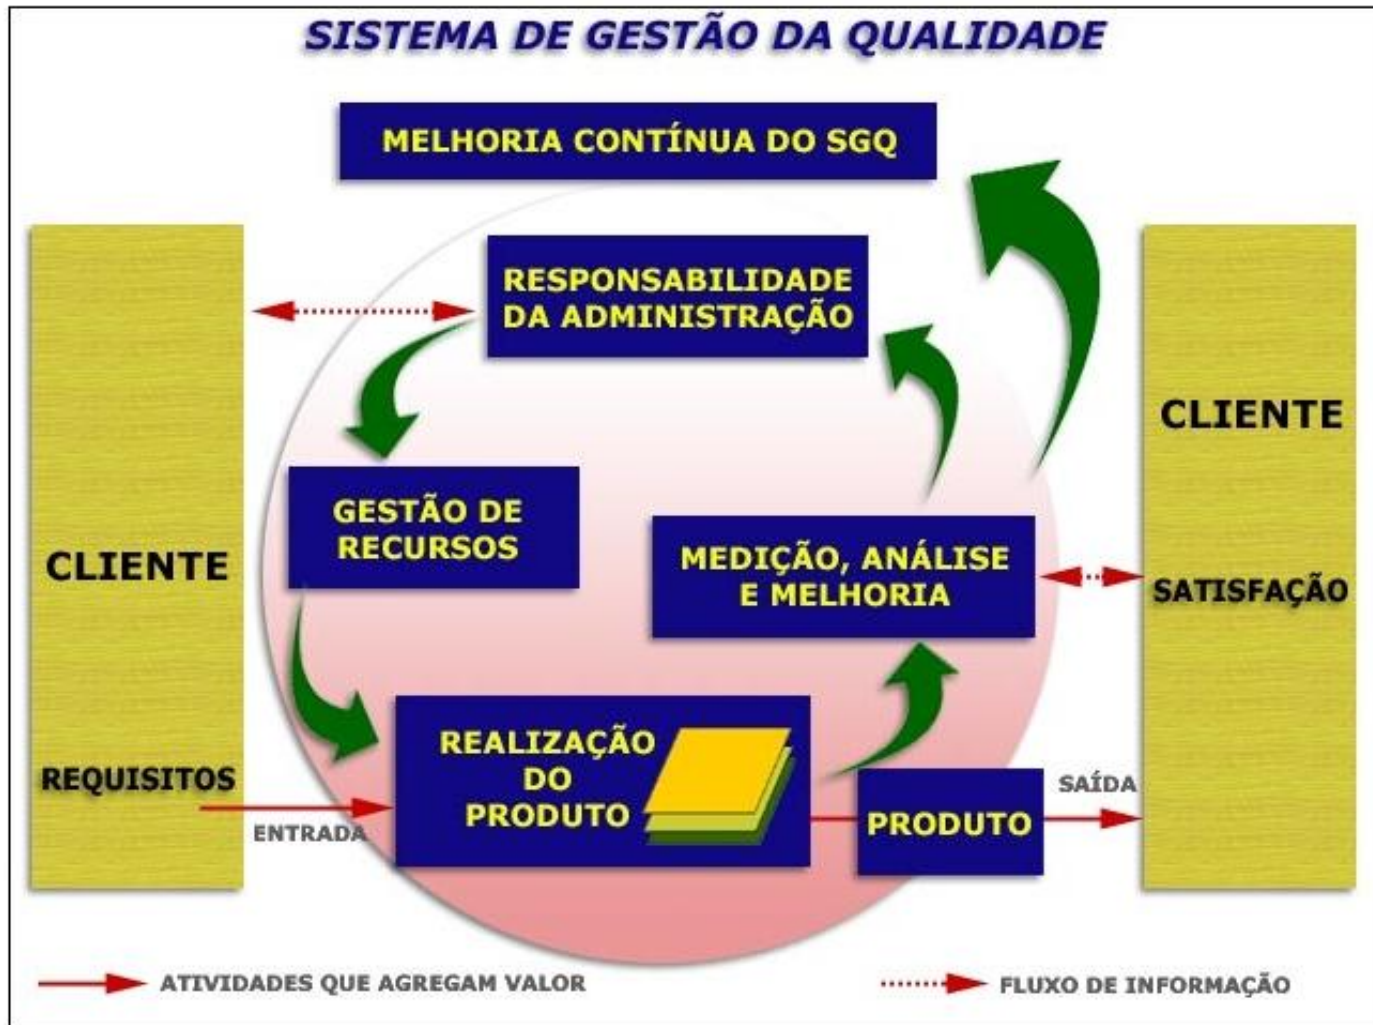 SISTEMA DE GESTÃO DA QUALIDADE
MELHORIA CONTÍNUA DO SGQ
RESPONSABILIDADE
DA ADMINISTRAÇÃO
GESTÃO DE
RECURSOS
MEDIÇÃO, ANÁLISE
E MELHORIA
REALIZAÇÃO
DO
PRODUTO
PRODUTO
CLIENTE
REQUISITOS
ENTRADA
CLIENTE
SATISFAÇÃO
SAÍDA
ATIVIDADES QUE AGREGAM VALOR
FLUXO DE INFORMAÇÃO